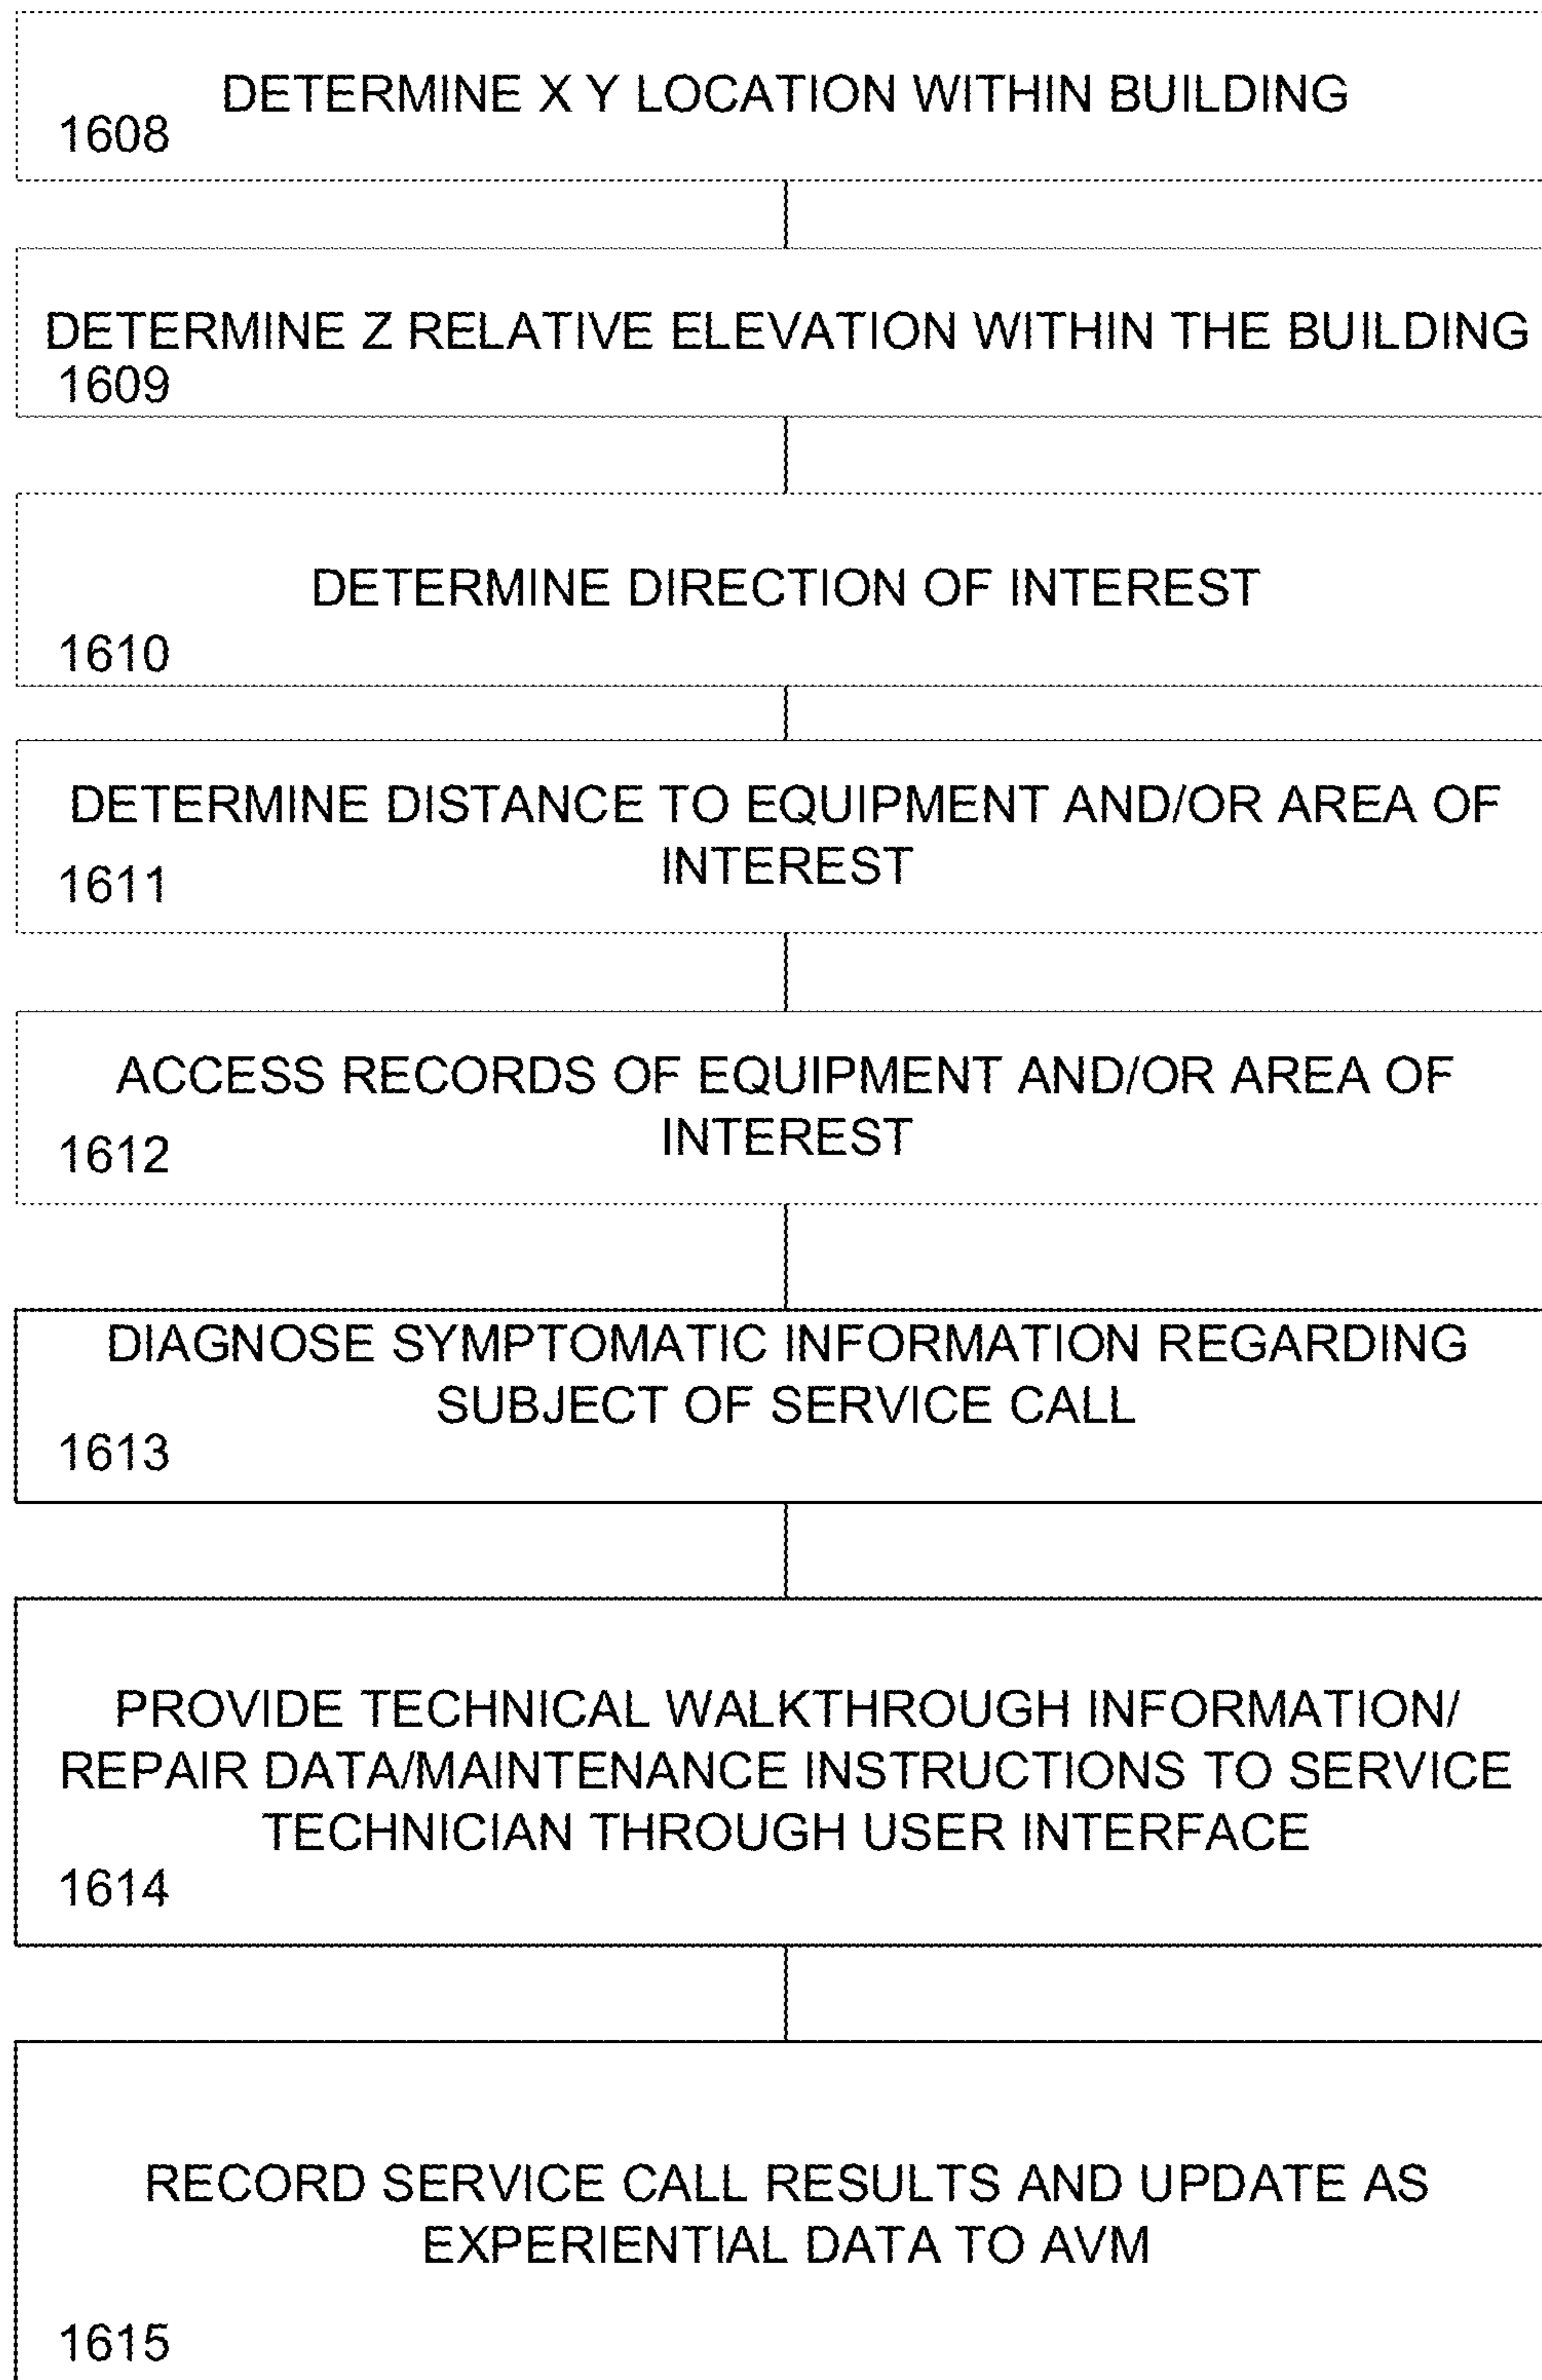 DETERMINE X Y LOCATION WITHIN BUILDING
1608
DETERMINE Z RELATIVE ELEVATION WITHIN THE BUILDING
1609
DETERMINE DIRECTION OF INTEREST
1610
DETERMINE DISTANCE TO EQUIPMENT AND/OR AREA OF
INTEREST
1611
ACCESS RECORDS OF EQUIPMENT AND/OR AREA OF
INTEREST
1612
DIAGNOSE SYMPTOMATIC INFORMATION REGARDING
SUBJECT OF SERVICE CALL
1613
PROVIDE TECHNICAL WALKTHROUGH INFORMATION/
REPAIR DATA/MAINTENANCE INSTRUCTIONS TO SERVICE
TECHNICIAN THROUGH USER INTERFACE
1614
RECORD SERVICE CALL RESULTS AND UPDATE AS
EXPERIENTIAL DATA TO AVM
1615